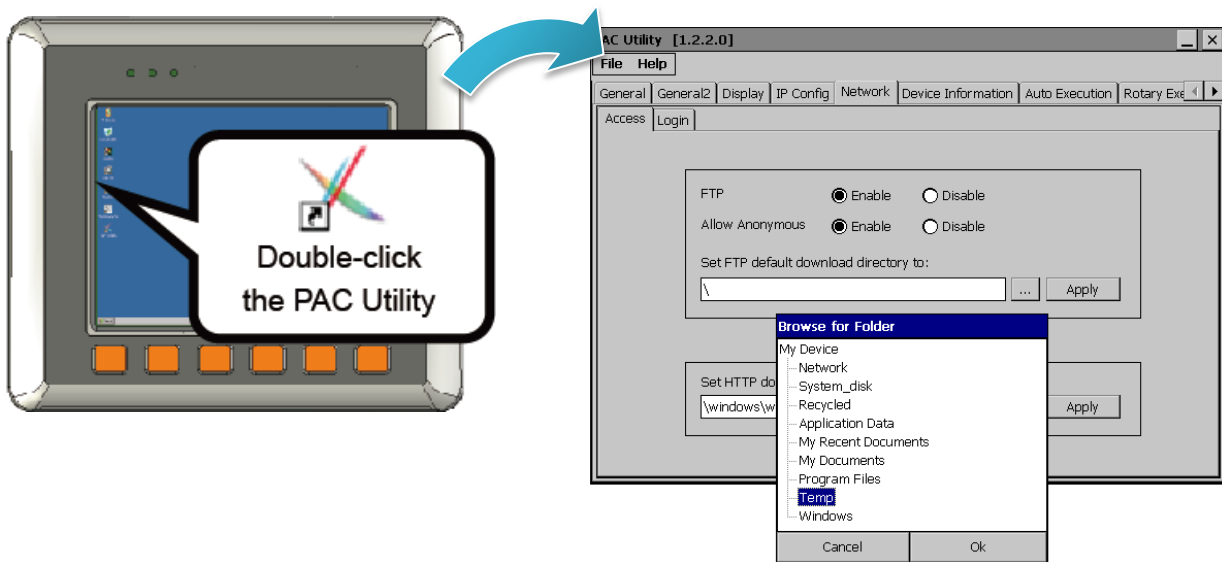 Double-click
the PAC Utility
AC Utility [1.2.2.0]
File Help
General General2 Display IP Config Network Device Information Auto Execution Rotary Exe
Access Login
FTP Enable Disable
Allow Anonymous Enable Disable
Set FTP default download directory to:
\ ... Apply
Browse for Folder
My Device
Network
System_disk
Recycled
Application Data
My Recent Documents
My Documents
Program Files
Temp
Windows
Cancel Ok
Set HTTP do
\windows\w Apply